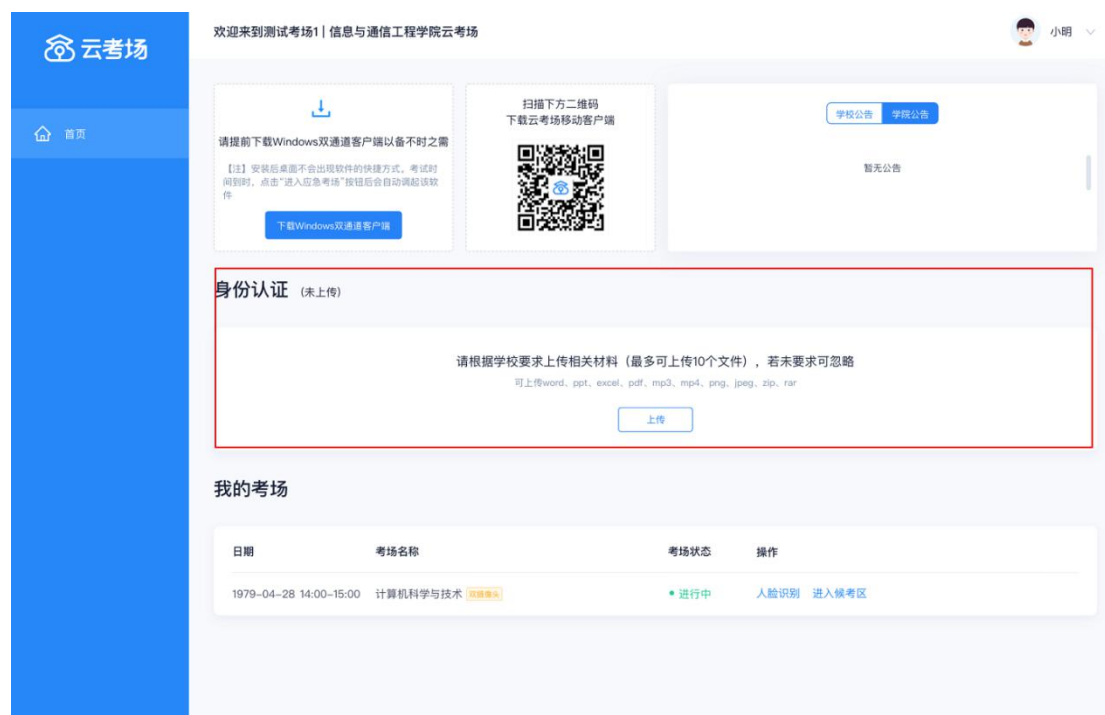 云考场
欢迎来到测试考场1 | 信息与通信工程学院云考场
小明
首页
请提前下载Windows双通道客户端以备不时之需
【注】安装后桌面不会出现软件的快捷方式，考试时
间到时，点击“进入应急考场”按钮后会自动调起该软
件
下载Windows双通道客户端
扫描下方二维码
下载云考场移动客户端
学校公告 学院公告
暂无公告
身份认证 (未上传)
请根据学校要求上传相关材料（最多可上传10个文件），若未要求可忽略
可上传word、ppt、excel、pdf、mp3、mp4、png、jpeg、zip、rar
上传
我的考场
日期 考场名称 考场状态 操作
1979-04-28 14:00-15:00 计算机科学与技术 双摄像头 进行中 人脸识别 进入候考区